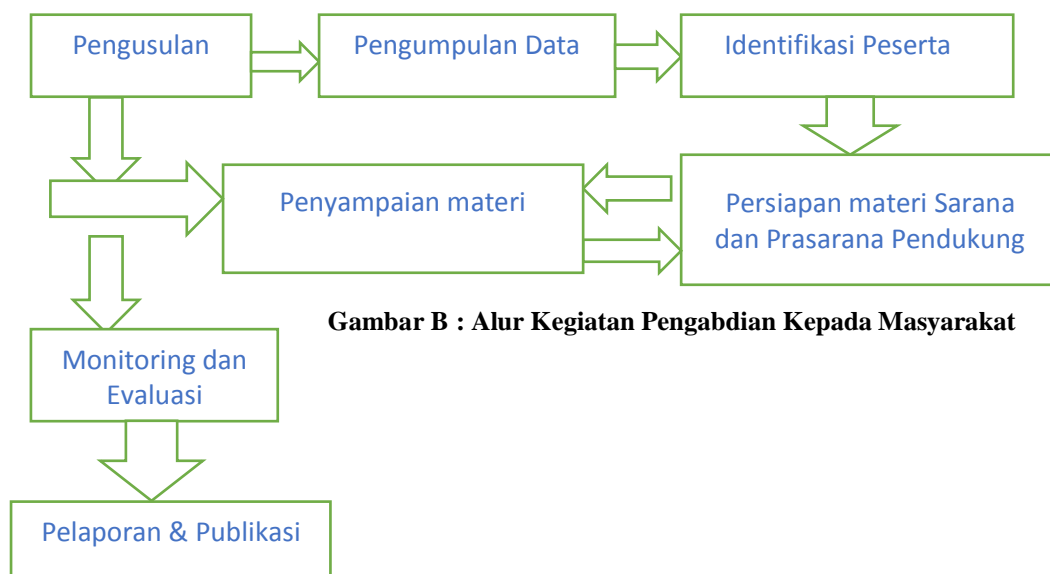 Pengusulan
Pengumpulan Data
Identifikasi Peserta
Penyampaian materi
Persiapan materi Sarana
dan Prasarana Pendukung
Gambar B : Alur Kegiatan Pengabdian Kepada Masyarakat
Monitoring dan
Evaluasi
Pelaporan & Publikasi